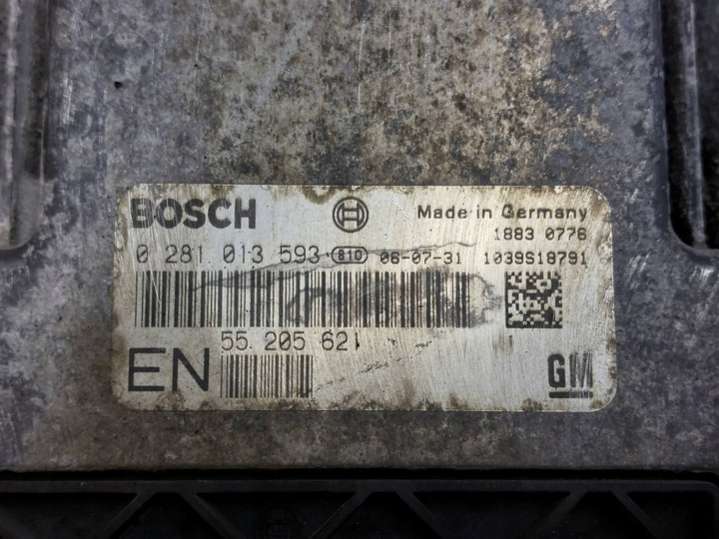 BOSCH Made in Germany
1883 0776
0 281 013 593 810 06-07-31 1039S18791
55 205 621
EN GM